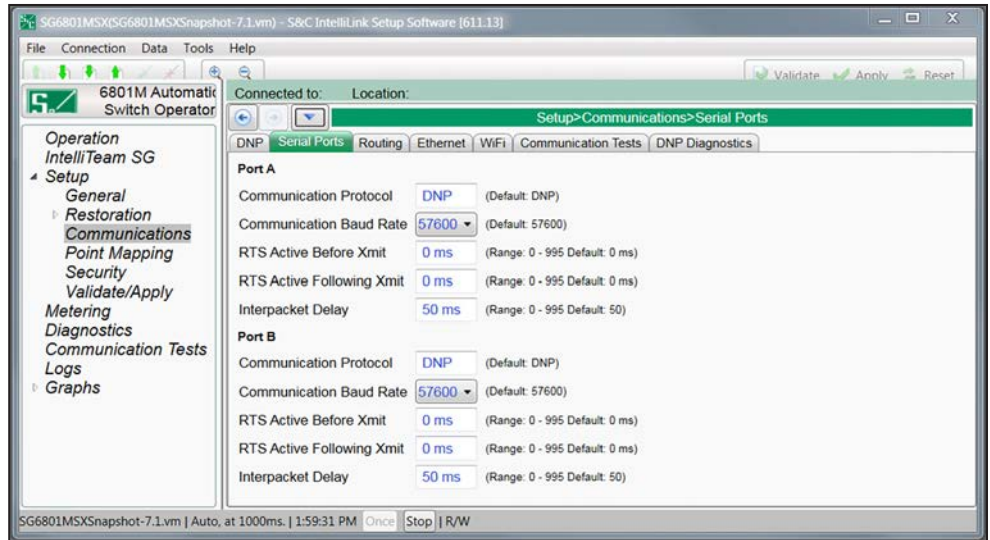 SG6801MSX(SG6801MSXSnapshot-7.1.vm) - S&C IntelliLink Setup Software [611.13]
File Connection Data Tools Help
Validate Apply Reset
6801M Automatic
Switch Operator
Connected to: Location:
Setup>Communications>Serial Ports
DNP Serial Ports Routing Ethernet WiFi Communication Tests DNP Diagnostics
Operation
IntelliTeam SG
Setup
General
Restoration
Communications
Point Mapping
Security
Validate/Apply
Metering
Diagnostics
Communication Tests
Logs
Graphs
Port A
Communication Protocol DNP (Default: DNP)
Communication Baud Rate 57600 (Default: 57600)
RTS Active Before Xmit 0 ms (Range: 0 - 995 Default: 0 ms)
RTS Active Following Xmit 0 ms (Range: 0 - 995 Default: 0 ms)
Interpacket Delay 50 ms (Range: 0 - 995 Default: 50)
Port B
Communication Protocol DNP (Default: DNP)
Communication Baud Rate 57600 (Default: 57600)
RTS Active Before Xmit 0 ms (Range: 0 - 995 Default: 0 ms)
RTS Active Following Xmit 0 ms (Range: 0 - 995 Default: 0 ms)
Interpacket Delay 50 ms (Range: 0 - 995 Default: 50)
SG6801MSXSnapshot-7.1.vm | Auto, at 1000ms. | 1:59:31 PM Once Stop | R/W